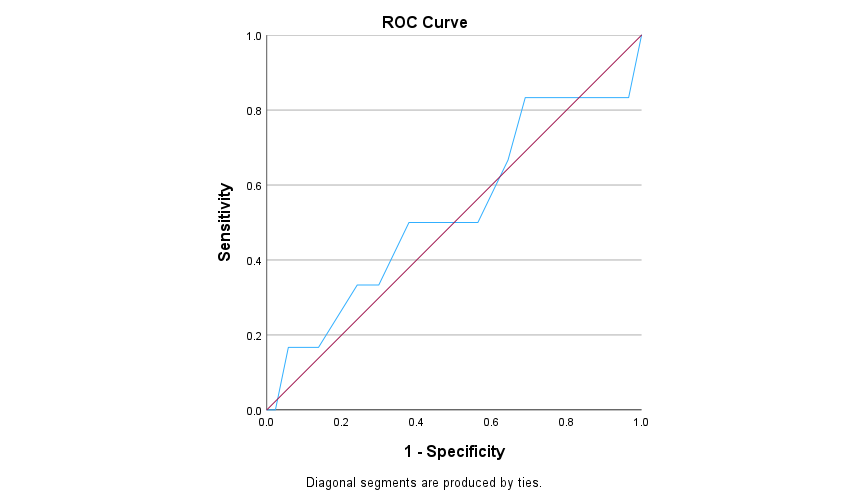 ROC Curve
1.0
0.8
0.6
0.4
0.2
0.0
Sensitivity
0.0 0.2 0.4 0.6 0.8 1.0
1 - Specificity
Diagonal segments are produced by ties.